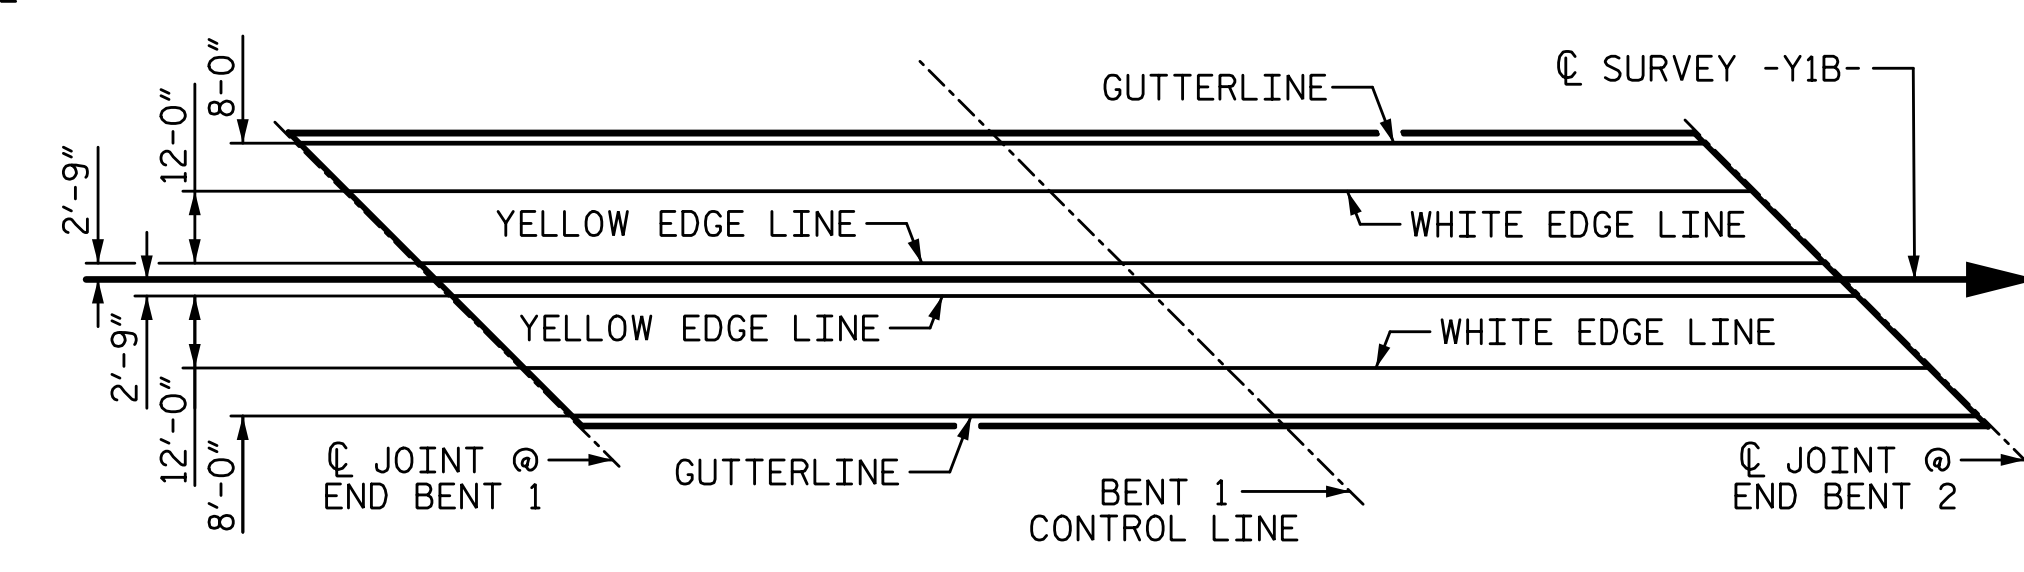 8-0"
12-0"
2'-9"
GUTTERLINE
℄ SURVEY -Y1B-
YELLOW EDGE LINE
WHITE EDGE LINE
YELLOW EDGE LINE
WHITE EDGE LINE
2'-9"
12'-0"
8'-0"
℄ JOINT @
END BENT 1
GUTTERLINE
BENT 1
CONTROL LINE
℄ JOINT @
END BENT 2